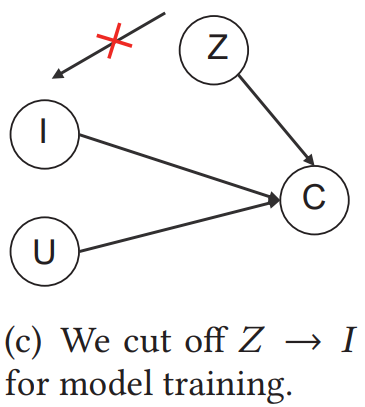 Z
I
C
U
(c) We cut off Z → I
for model training.